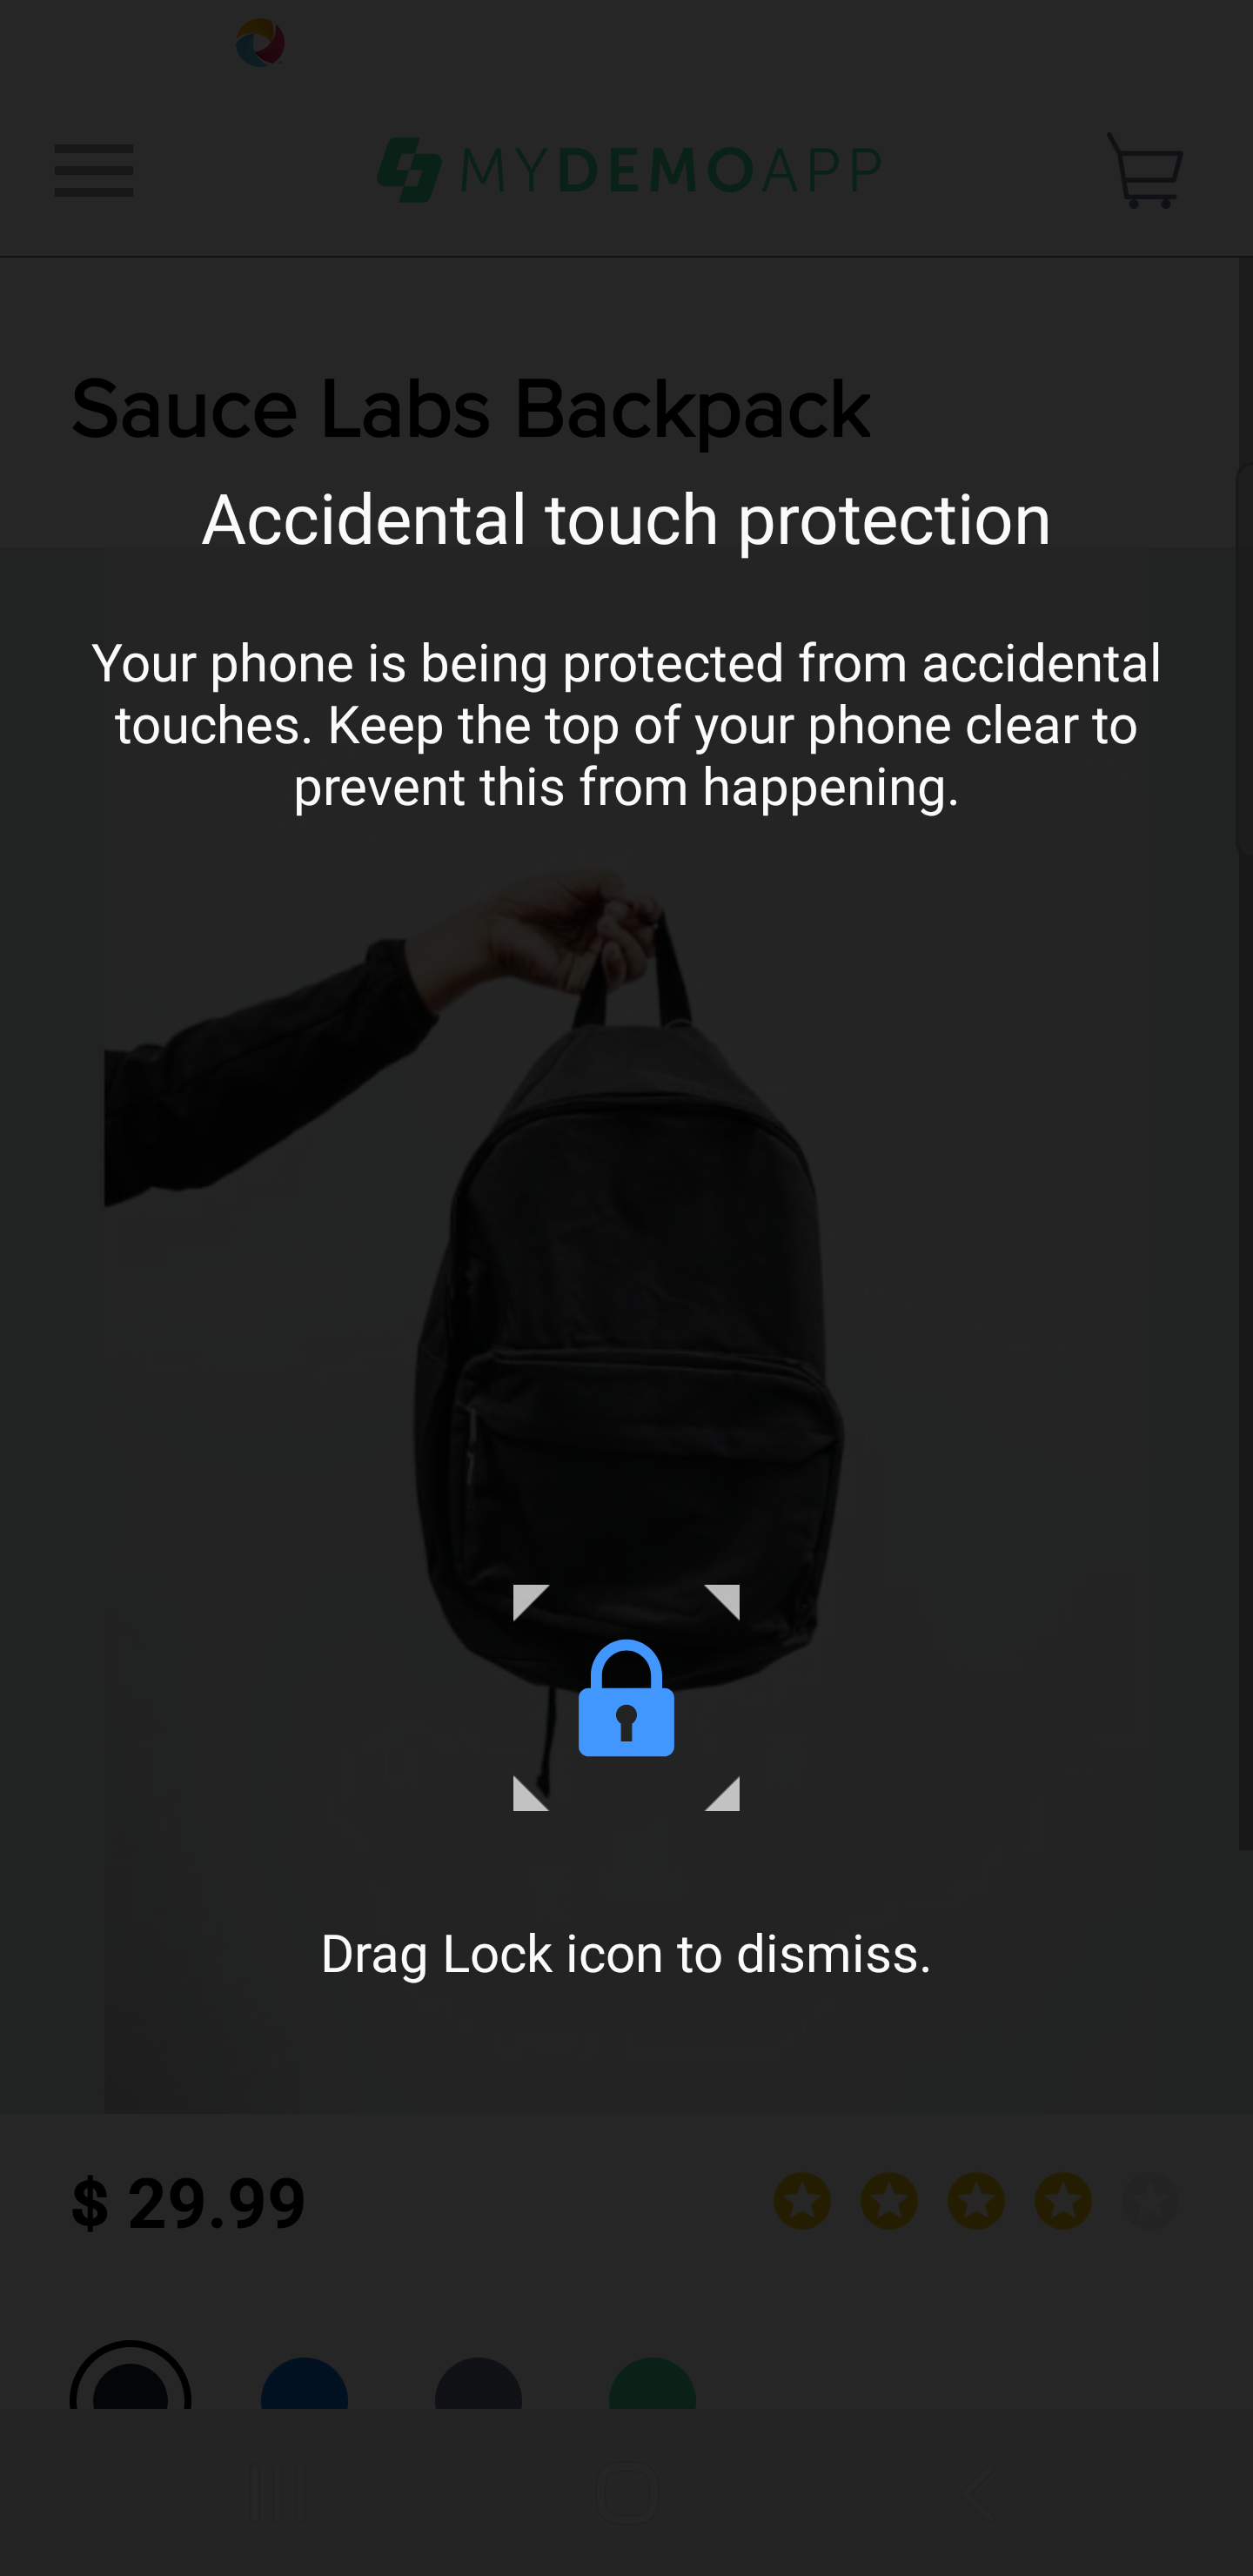 MYDEMOAPP
Sauce Labs Backpack
Accidental touch protection
Your phone is being protected from accidental
touches. Keep the top of your phone clear to
prevent this from happening.
Drag Lock icon to dismiss.
$ 29.99